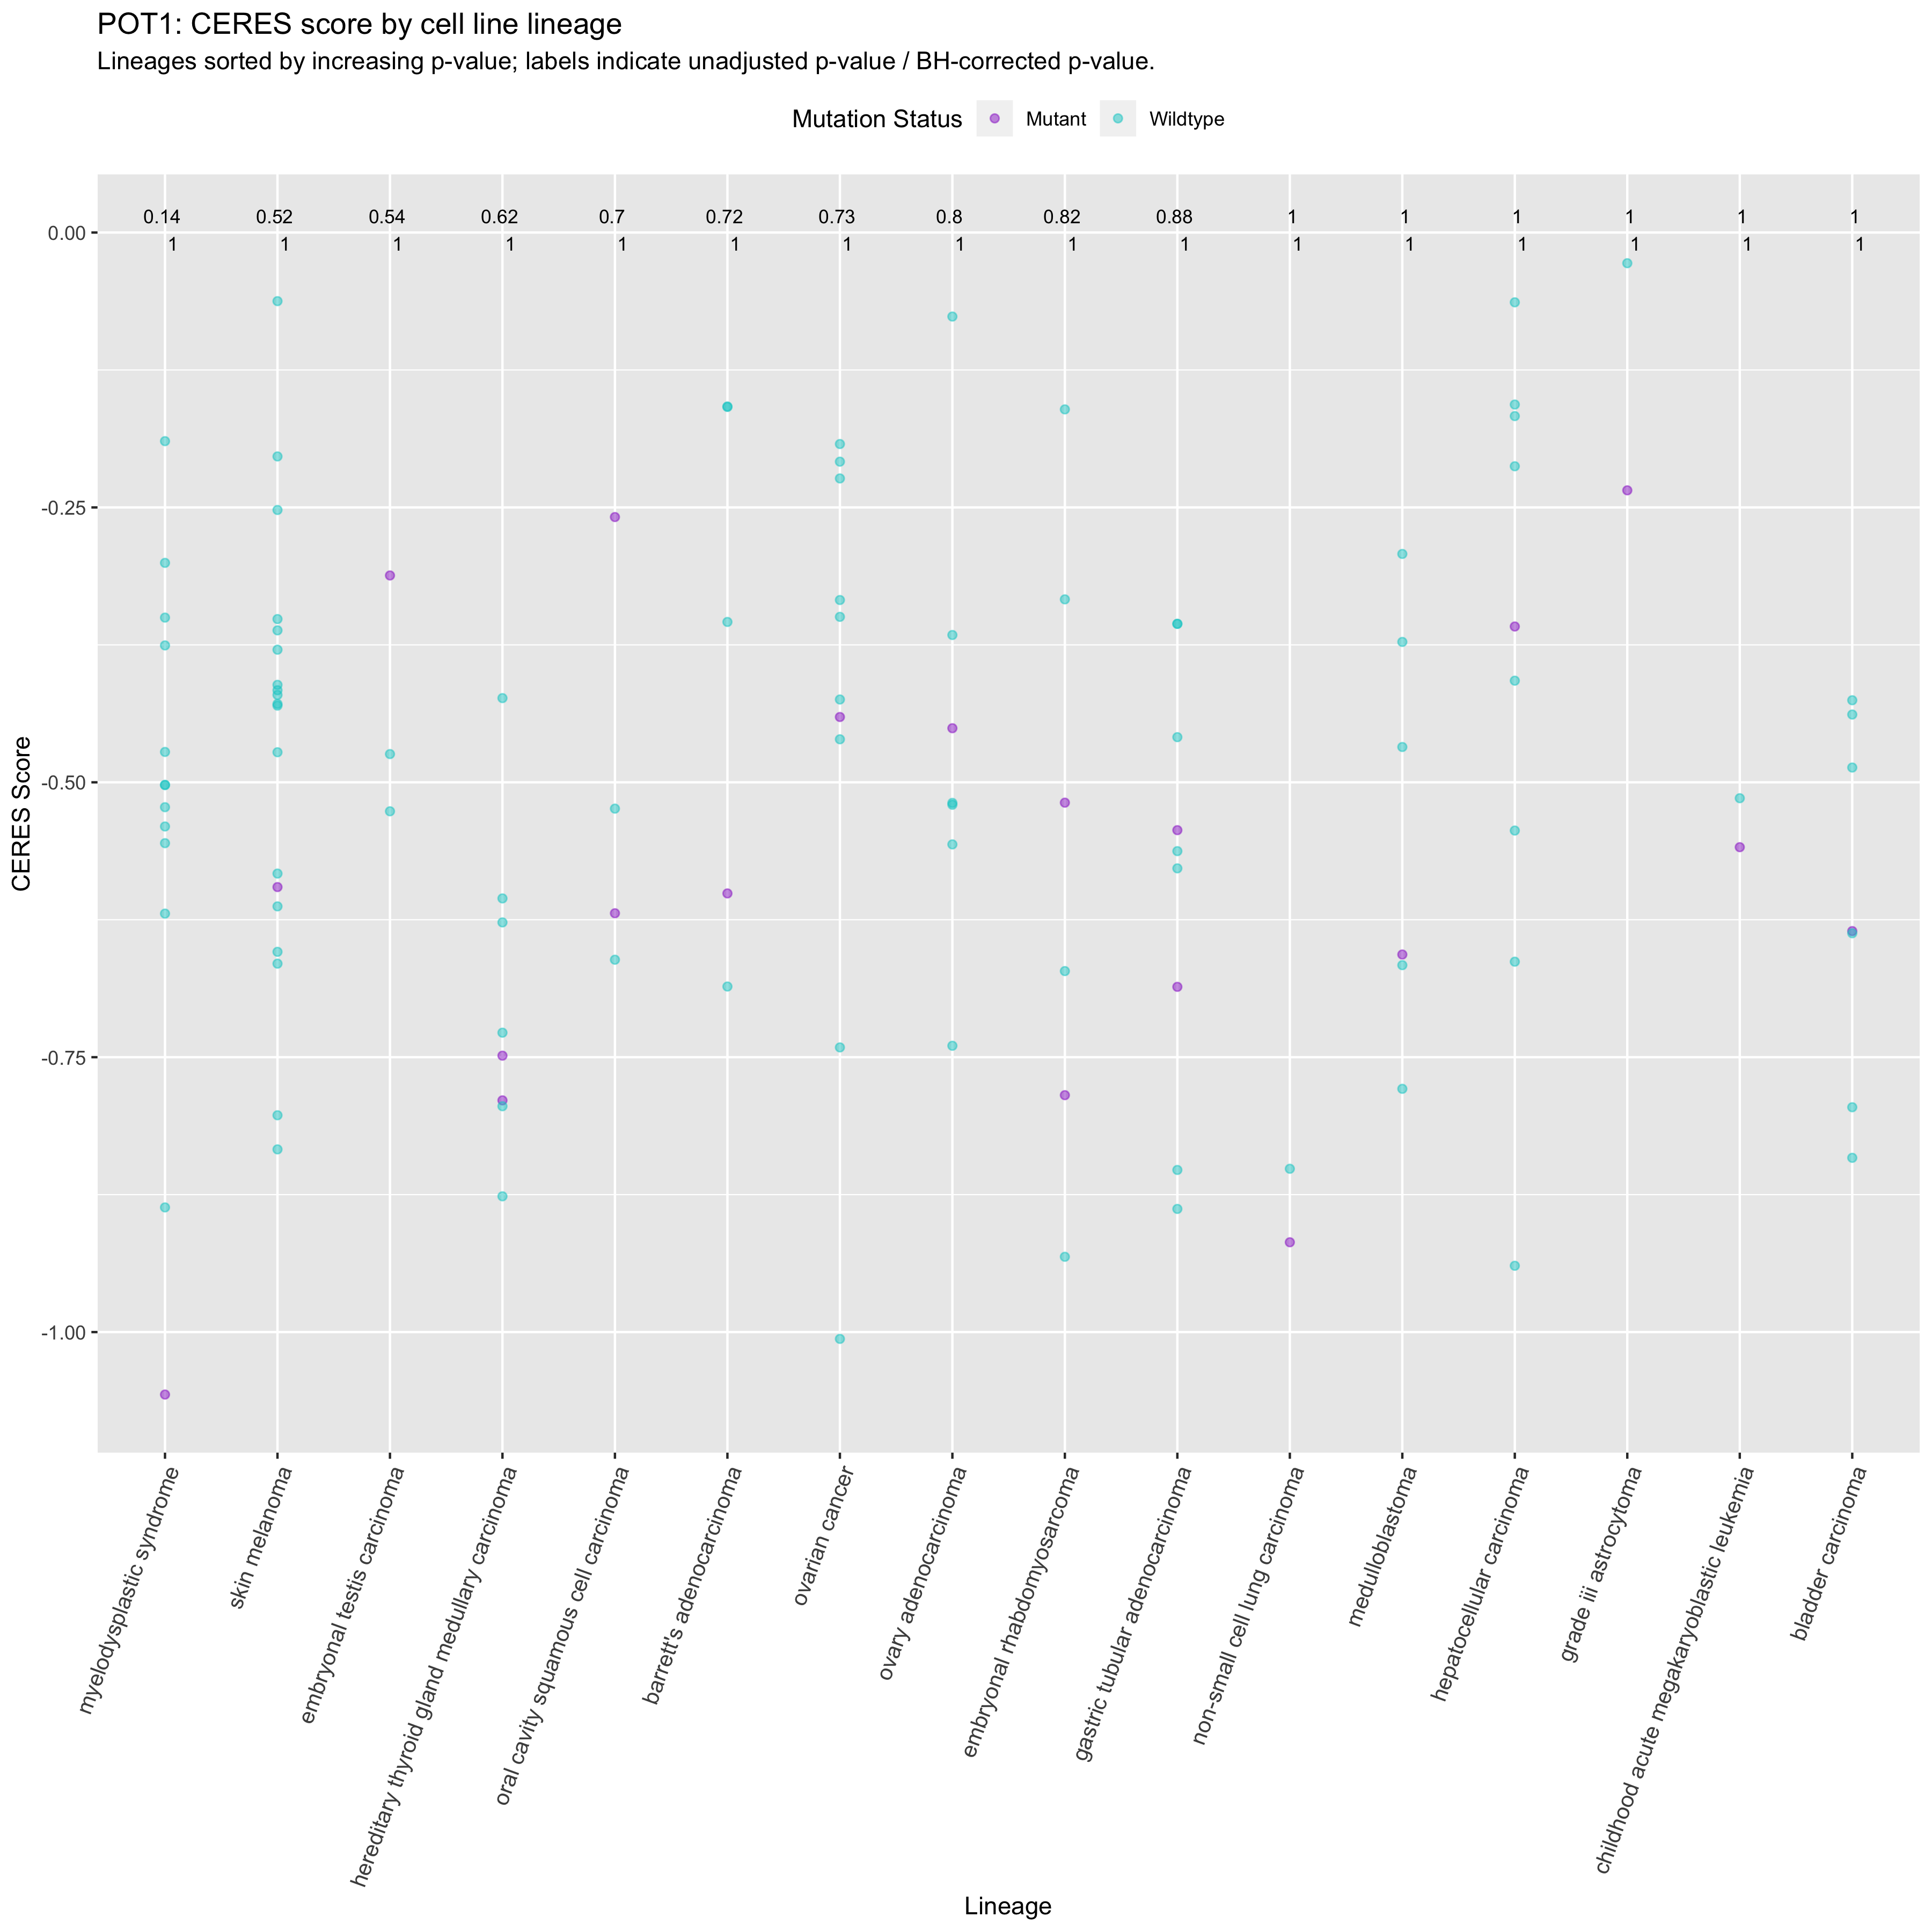 POT1: CERES score by cell line lineage
Lineages sorted by increasing p-value; labels indicate unadjusted p-value / BH-corrected p-value.
Mutation Status Mutant Wildtype
0.14 0.52 0.54 0.62 0.7 0.72 0.73 0.8 0.82 0.88 1 1 1 1 1 1
1 1 1 1 1 1 1 1 1 1 1 1 1 1 1 1
0.00
-0.25
-0.50
-0.75
-1.00
CERES Score
myelodysplastic syndrome
skin melanoma
embryonal testis carcinoma
hereditary thyroid gland medullary carcinoma
oral cavity squamous cell carcinoma
barrett's adenocarcinoma
ovarian cancer
ovary adenocarcinoma
embryonal rhabdomyosarcoma
gastric tubular adenocarcinoma
non-small cell lung carcinoma
medulloblastoma
hepatocellular carcinoma
grade iii astrocytoma
childhood acute megakaryoblastic leukemia
bladder carcinoma
Lineage